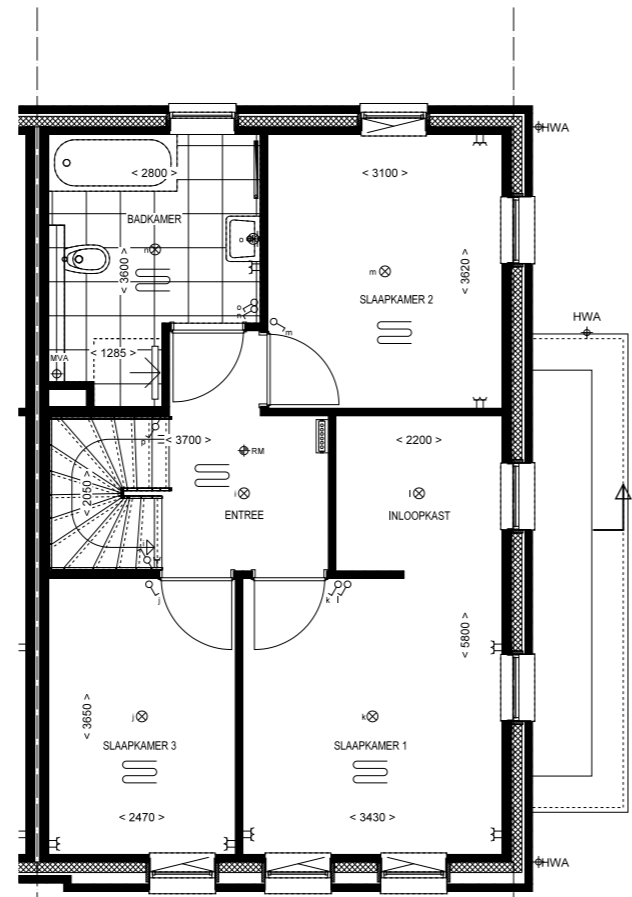 HWA
< 2800 >
< 3100 >
BADKAMER
n
o
< 3600 >
m
< 3620 >
SLAAPKAMER 2
o
n
m
HWA
MVA
< 1285 >
p
< 3700 >
RM
< 2200 >
< 2050 >
i
l
ENTREE
INLOOPKAST
j
k l
< 5800 >
< 3650 >
j
k
SLAAPKAMER 3
SLAAPKAMER 1
< 2470 >
< 3430 >
HWA